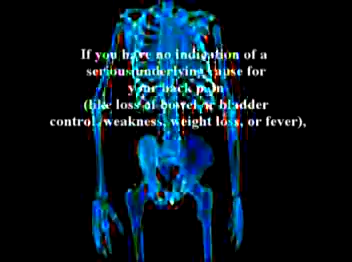 If you have no indication of a
serious underlying cause for
your back pain
(like loss of bowel or bladder
control, weakness, weight loss, or fever),